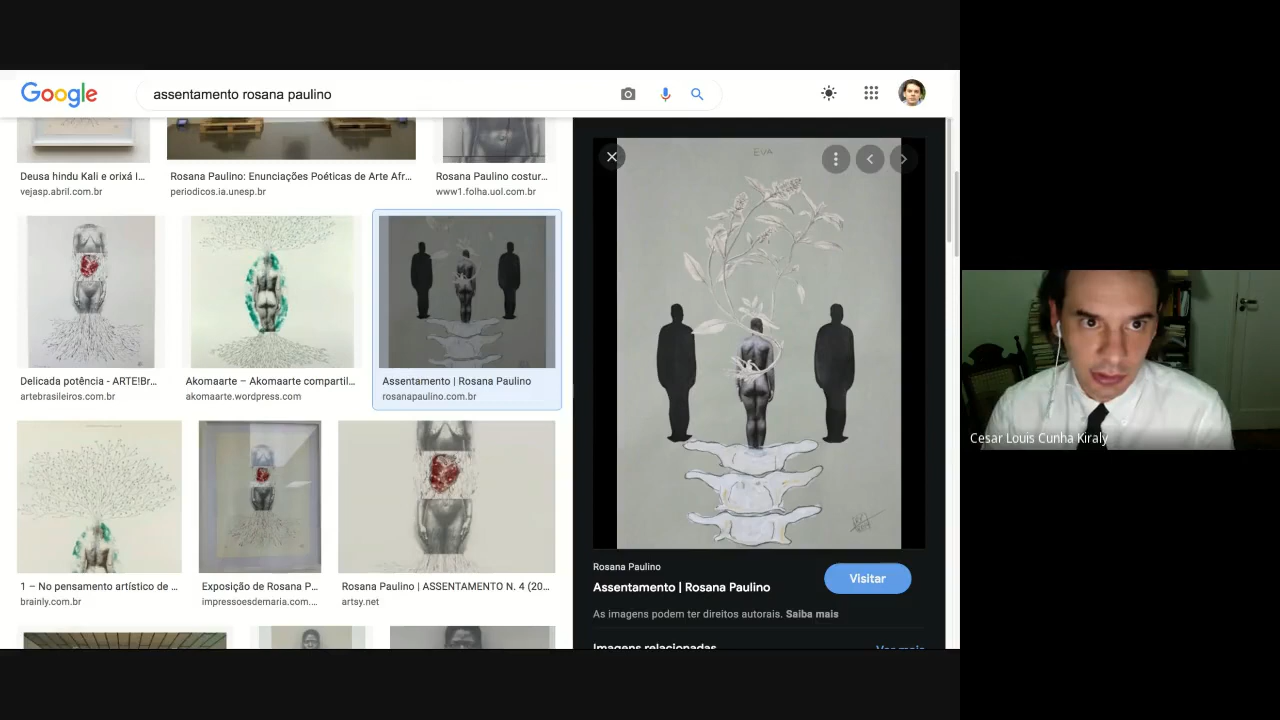 Google
assentamento rosana paulino
Deusa hindu Kali e orixá I...
vejasp.abril.com.br
Rosana Paulino: Enunciações Poéticas de Arte Afr...
periodicos.ia.unesp.br
Rosana Paulino costur...
www1.folha.uol.com.br
Delicada potência - ARTE!Br...
artebrasileiros.com.br
Akomaarte – Akomaarte compartil...
akomaarte.wordpress.com
Assentamento | Rosana Paulino
rosanapaulino.com.br
1 – No pensamento artístico de ...
brainly.com.br
Exposição de Rosana P...
impressoesdemaria.com....
Rosana Paulino | ASSENTAMENTO N. 4 (20...
artsy.net
EVA
Rosana Paulino
Assentamento | Rosana Paulino
Visitar
As imagens podem ter direitos autorais. Saiba mais
Imagens relacionadas
Ver mais
Cesar Louis Cunha Kiraly